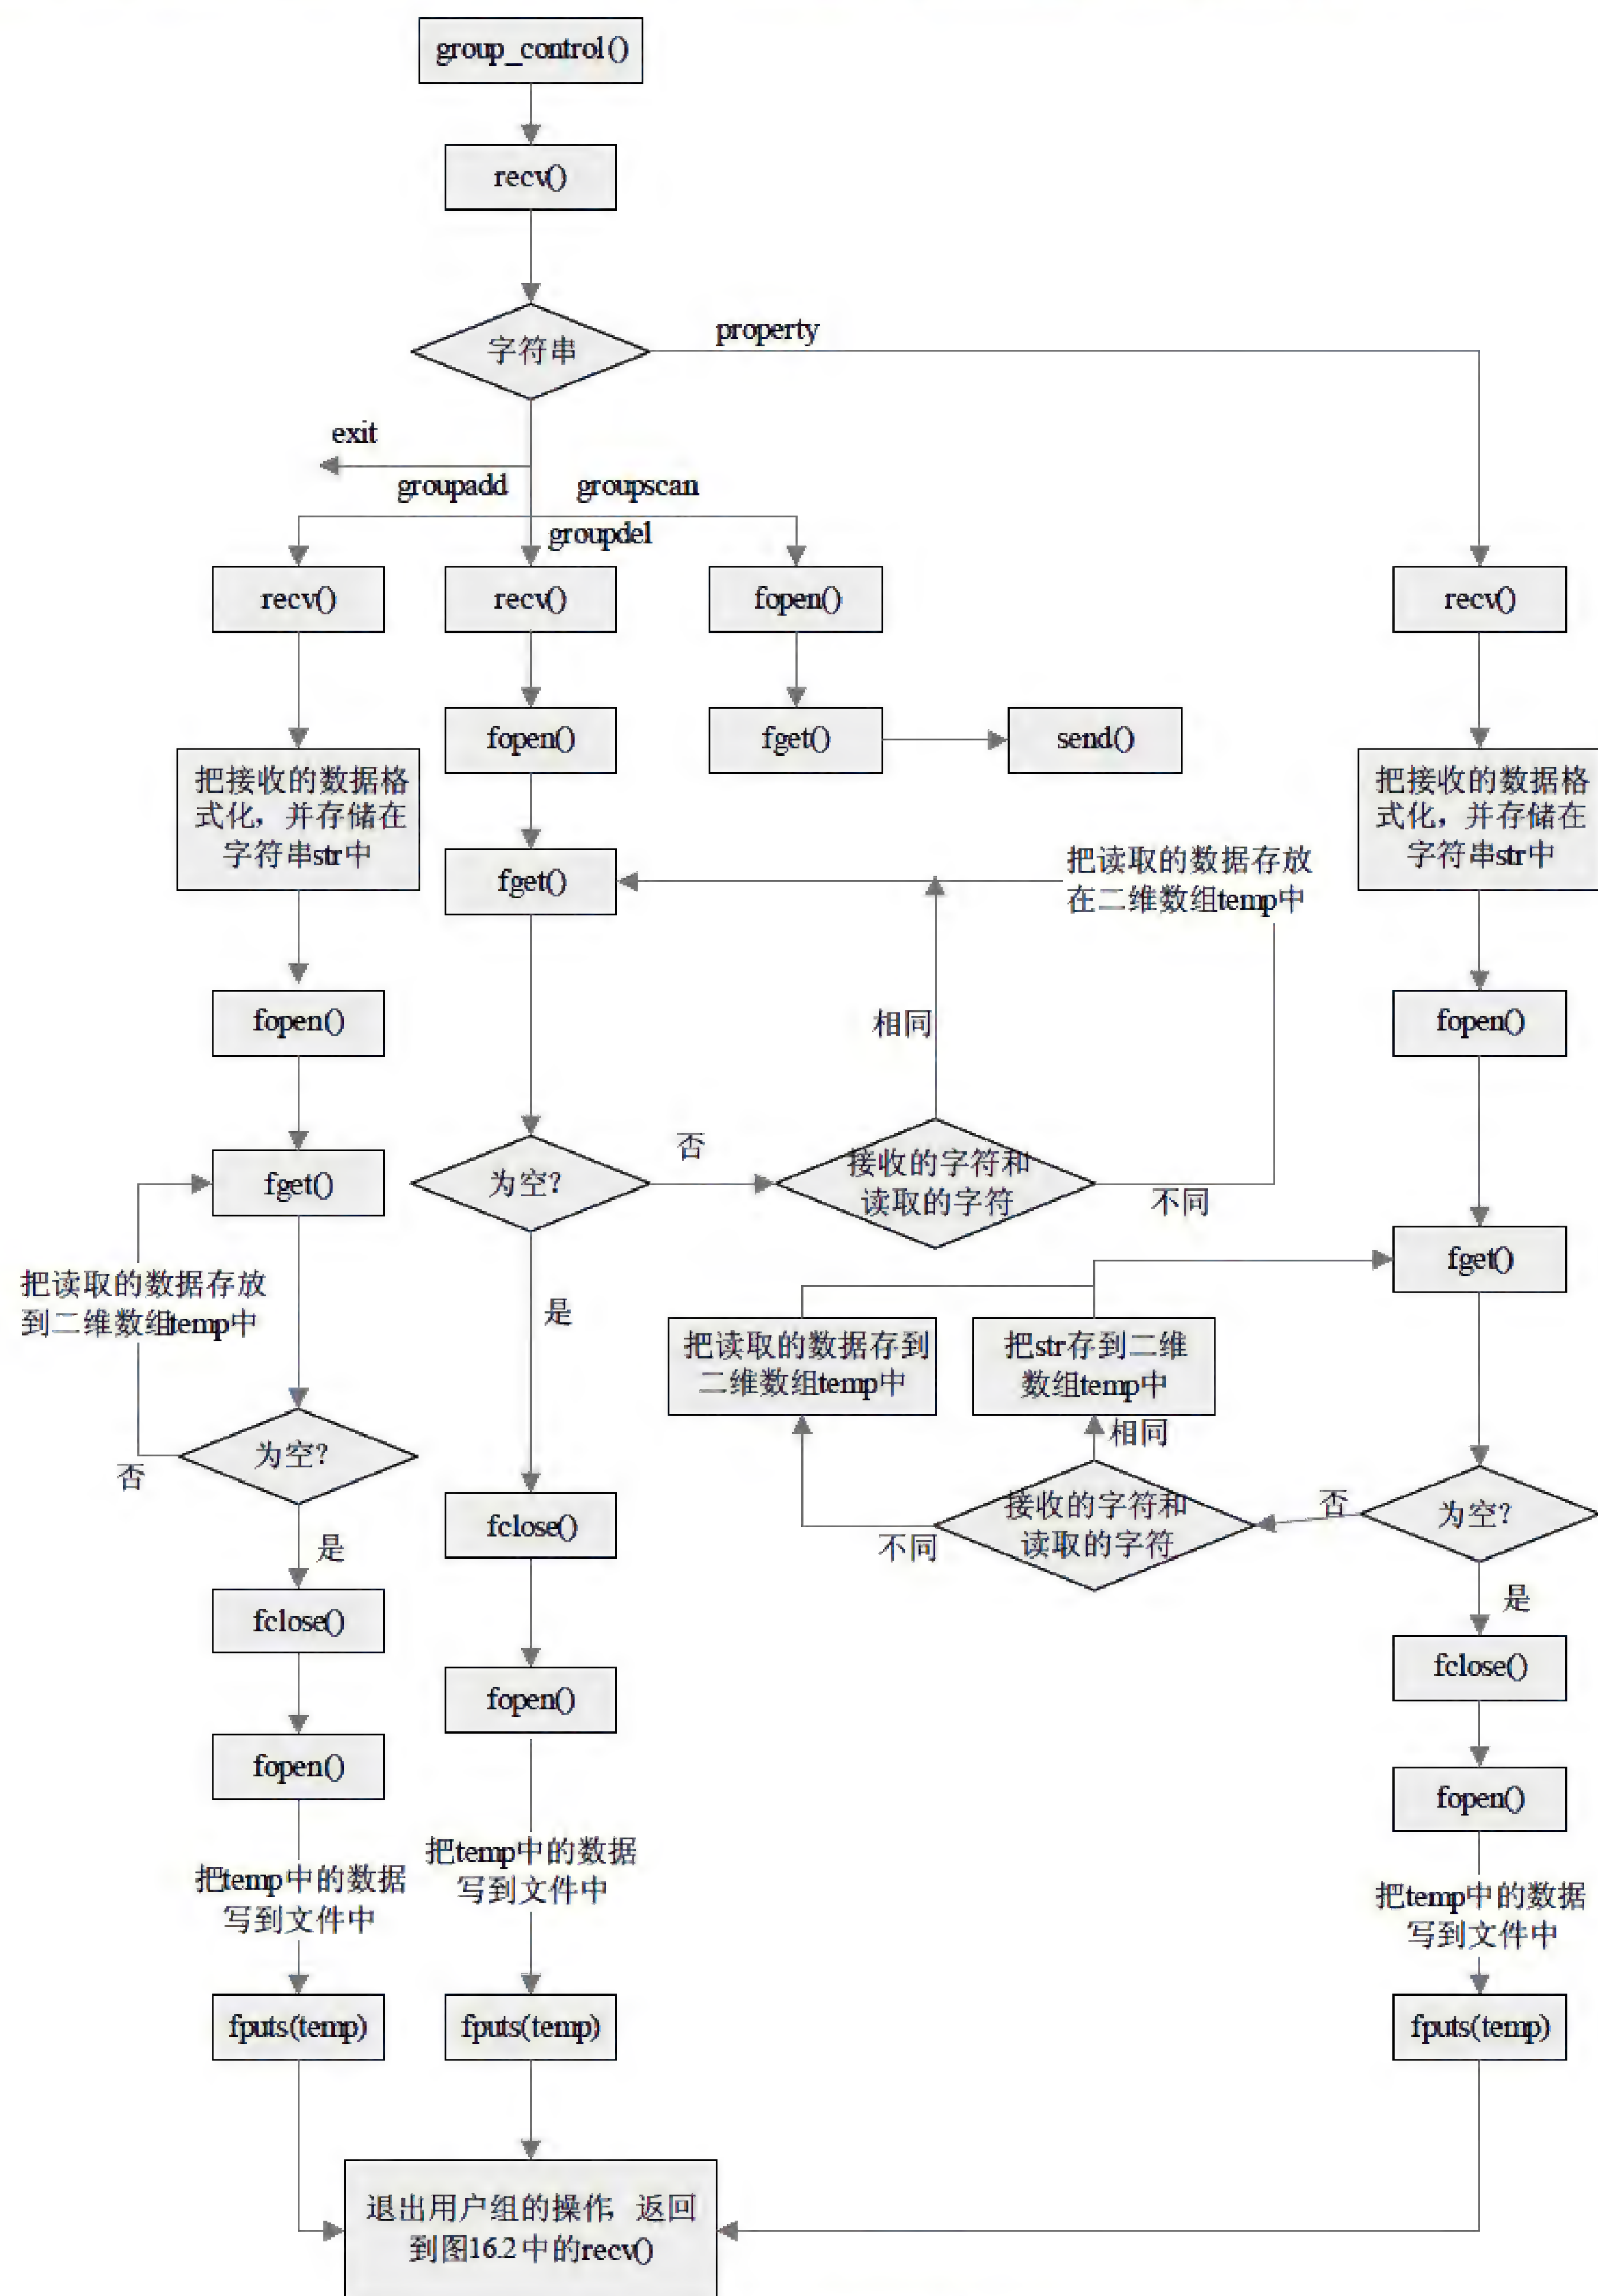 group_control()
recv()
字符串
property
exit
groupadd
groupscan
groupdel
recv()
recv()
fopen()
recv()
fopen()
fget()
send()
把接收的数据格
式化，并存储在
字符串str中
把接收的数据格
式化，并存储在
字符串str中
fget()
把读取的数据存放
在二维数组temp中
fopen()
相同
fopen()
fget()
为空？
否
接收的字符和
读取的字符
不同
fget()
把读取的数据存放
到二维数组temp中
是
把读取的数据存到
二维数组temp中
把str存到二维
数组temp中
相同
为空？
否
接收的字符和
读取的字符
不同
否
为空？
fclose()
是
是
fclose()
fclose()
fopen()
fopen()
fopen()
把temp中的数据
写到文件中
把temp中的数据
写到文件中
把temp中的数据
写到文件中
fputs(temp)
fputs(temp)
fputs(temp)
退出用户组的操作，返回
到图16.2中的recv()